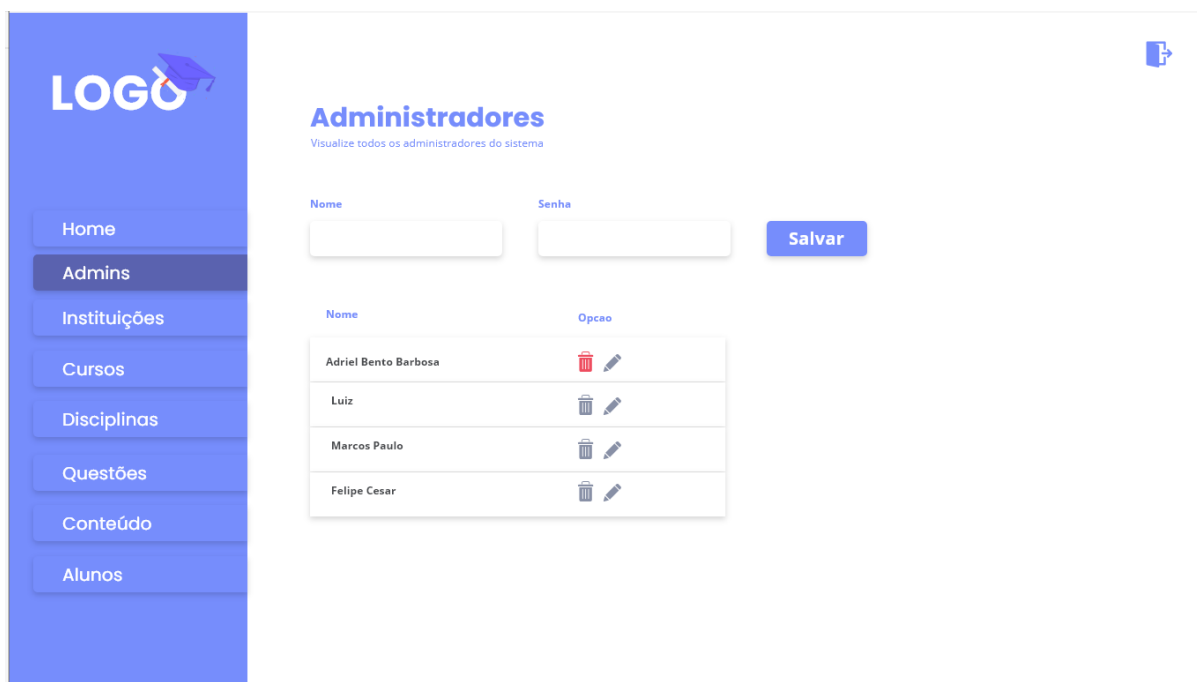 LOGO
Home
Admins
Instituições
Cursos
Disciplinas
Questões
Conteúdo
Alunos
Administradores
Visualize todos os administradores do sistema
Nome
Senha
Salvar
Nome
Opcao
Adriel Bento Barbosa
Luiz
Marcos Paulo
Felipe Cesar